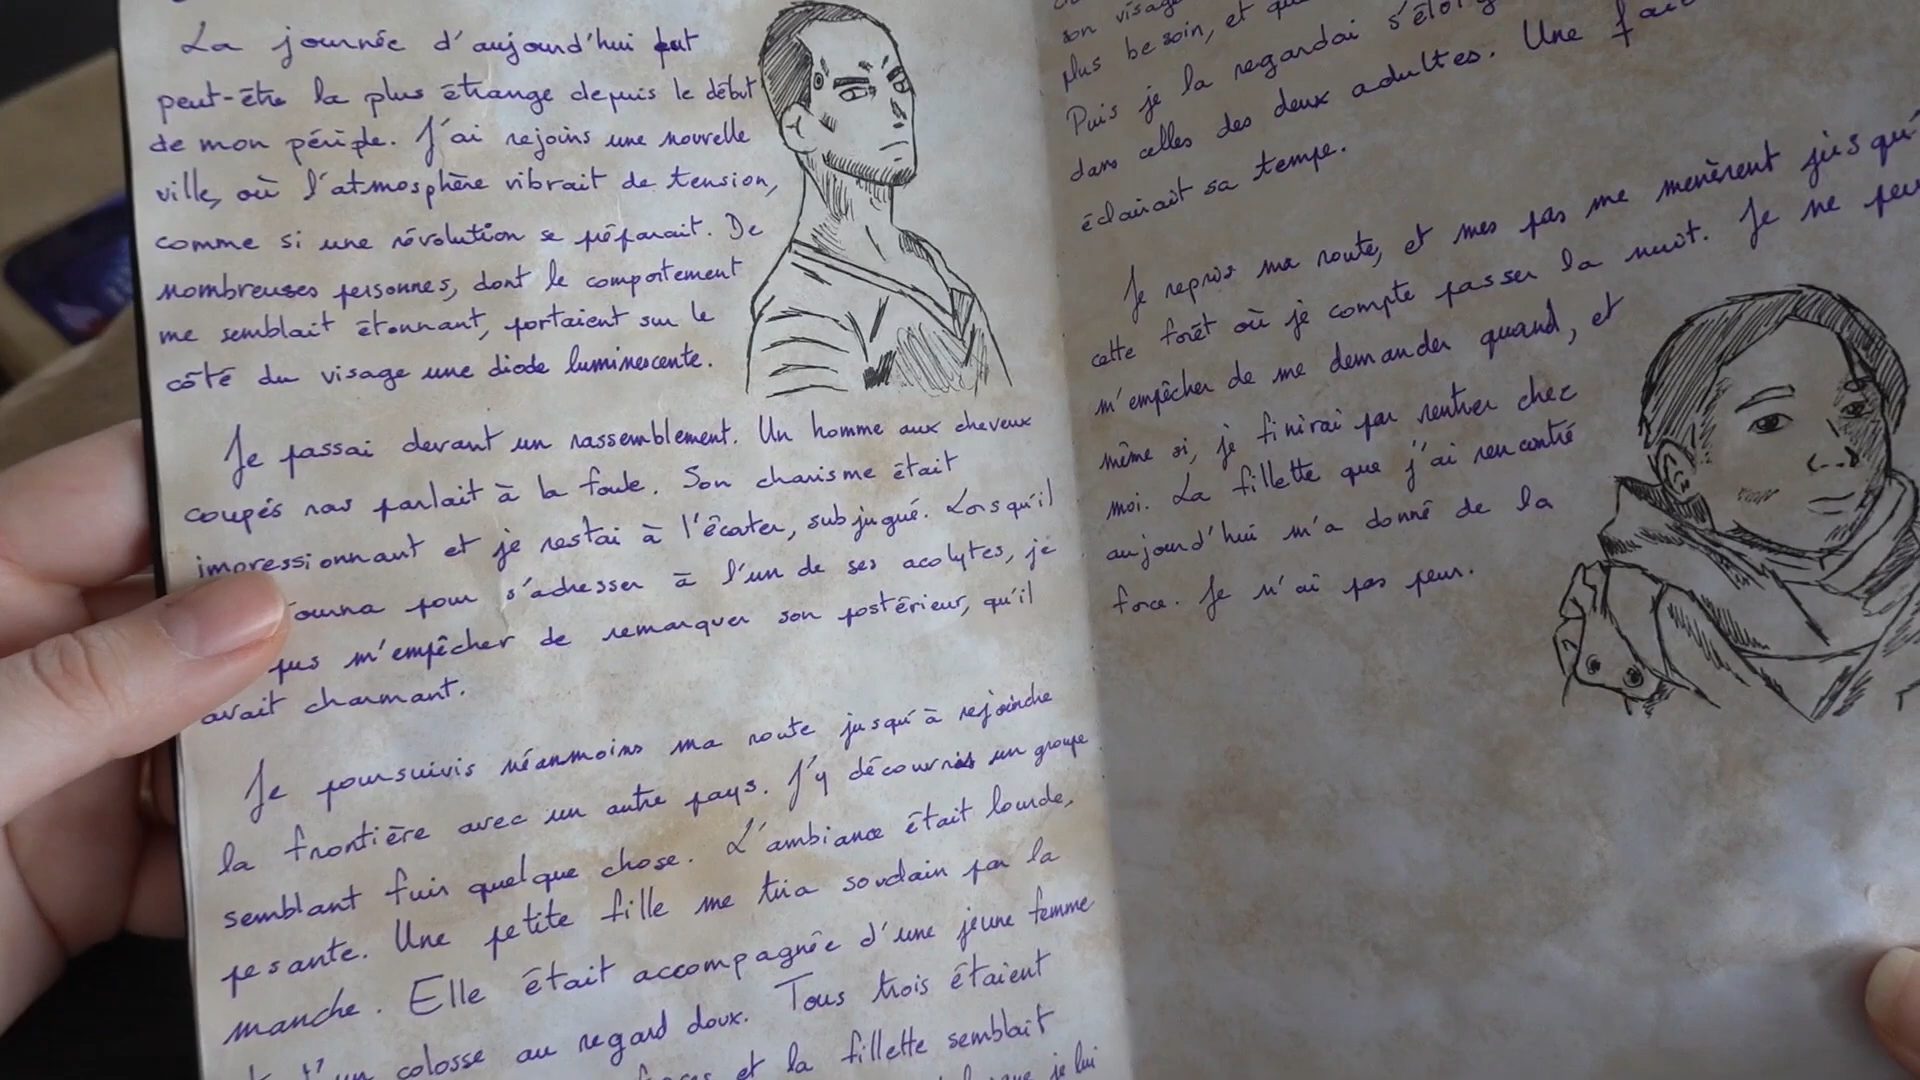 La journée d'aujourd'hui fut
peut-être la plus étrange depuis le début
de mon périple. J'ai rejoins une nouvelle
ville, où l'atmosphère vibrait de tension,
comme si une révolution se préparait. De
nombreuses personnes, dont le comportement
me semblait étonnant, portaient sur le
côté du visage une diode luminescente.
Je passai devant un rassemblement. Un homme aux cheveux
coupés ras parlait à la foule. Son charisme était
impressionnant et je restai à l'écouter, subjugué. Lorsqu'il
tourna pour s'adresser à l'un de ses acolytes, je
pus m'empêcher de remarquer son postérieur, qu'il
avait charmant.
Je poursuivis néanmoins ma route jusqu'à rejoindre
la frontière avec un autre pays. J'y découvris un groupe
semblant fuir quelque chose. L'ambiance était lourde,
pesante. Une petite fille me tira soudain par la
manche. Elle était accompagnée d'une jeune femme
colosse au regard doux. Tous trois étaient
et la fillette semblait
je lui
son visage
plus besoin, et
Puis je la regardai
dans celles des deux adultes. Une
éclairait sa tempe.
Je repris ma route, et mes pas me menèrent jusqu'
cette forêt où je compte passer la nuit. Je ne peux
m'empêcher de me demander quand, et
même si, je finirai par rentrer chez
moi. La fillette que j'ai rencontré
aujourd'hui m'a donné de la
force. Je n'ai pas peur.